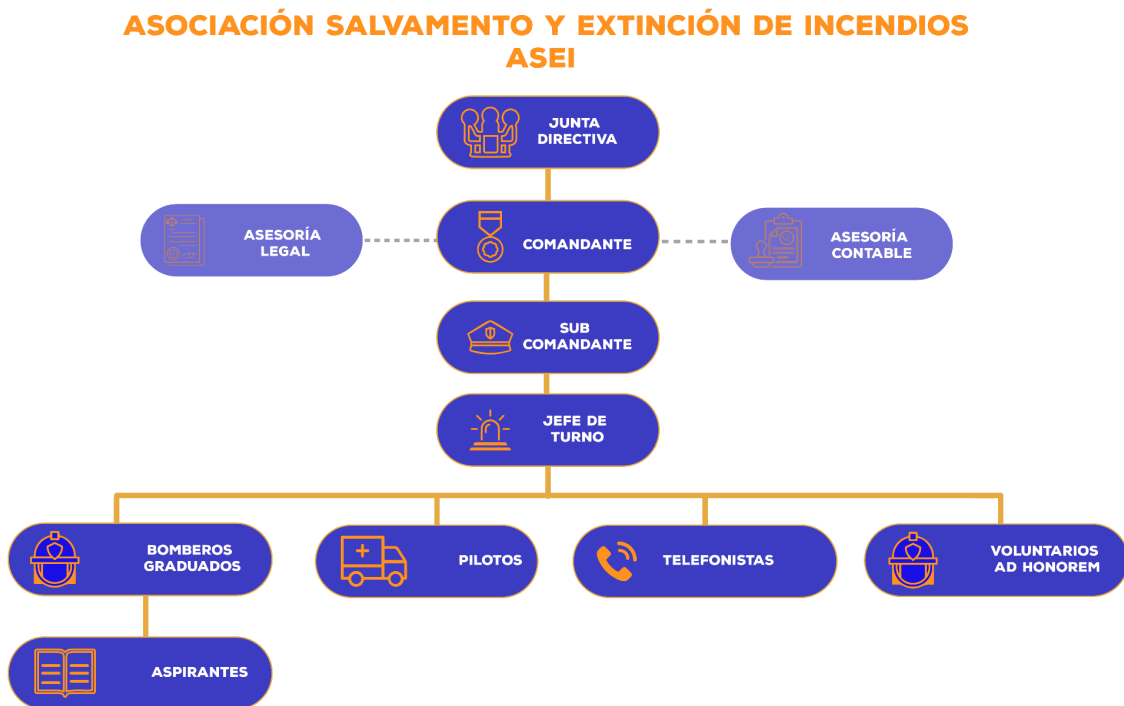 ASOCIACIÓN SALVAMENTO Y EXTINCIÓN DE INCENDIOS
ASEI
JUNTA
DIRECTIVA
ASESORÍA
LEGAL
COMANDANTE
ASESORÍA
CONTABLE
SUB
COMANDANTE
JEFE DE
TURNO
BOMBEROS
GRADUADOS
PILOTOS
TELEFONISTAS
VOLUNTARIOS
AD HONOREM
ASPIRANTES